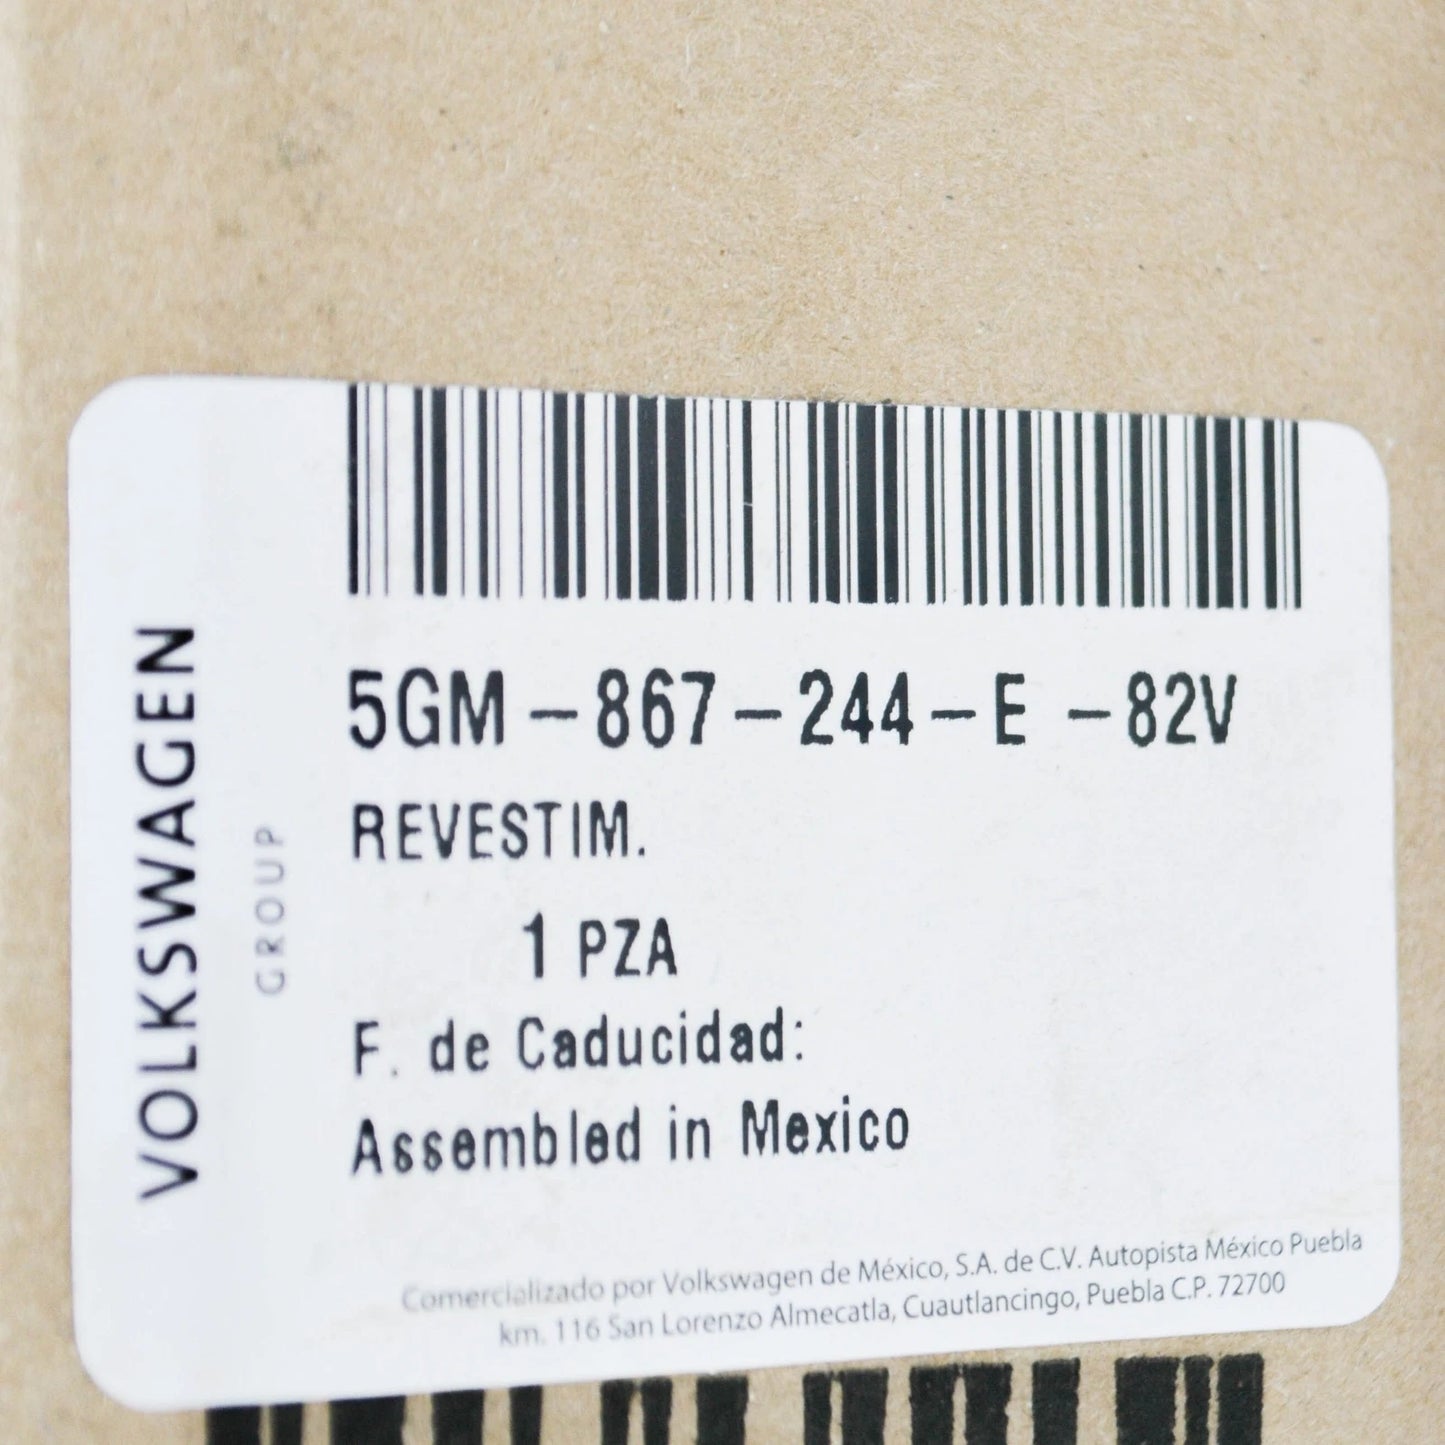 VOLKSWAGEN
GROUP
5GM-867-244-E -82V
REVESTIM.
1 PZA
F. de Caducidad:
Assembled in Mexico
Comercializado por Volkswagen de México, S.A. de C.V. Autopista México Puebla
km. 116 San Lorenzo Almecatla, Cuautlancingo, Puebla C.P. 72700